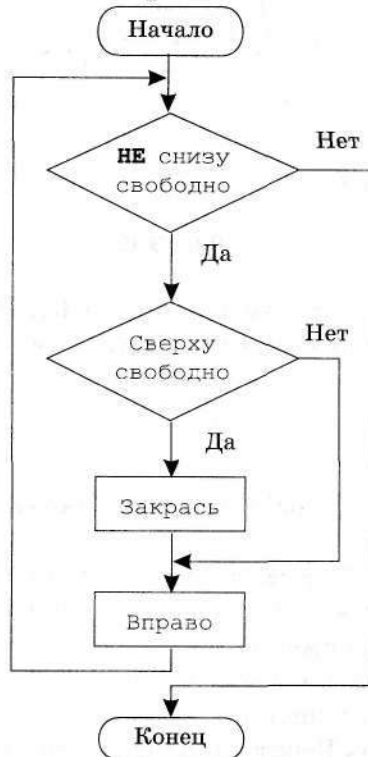 Начало
НЕ снизу
свободно
Нет
Да
Сверху
свободно
Нет
Да
Закрась
Вправо
Конец